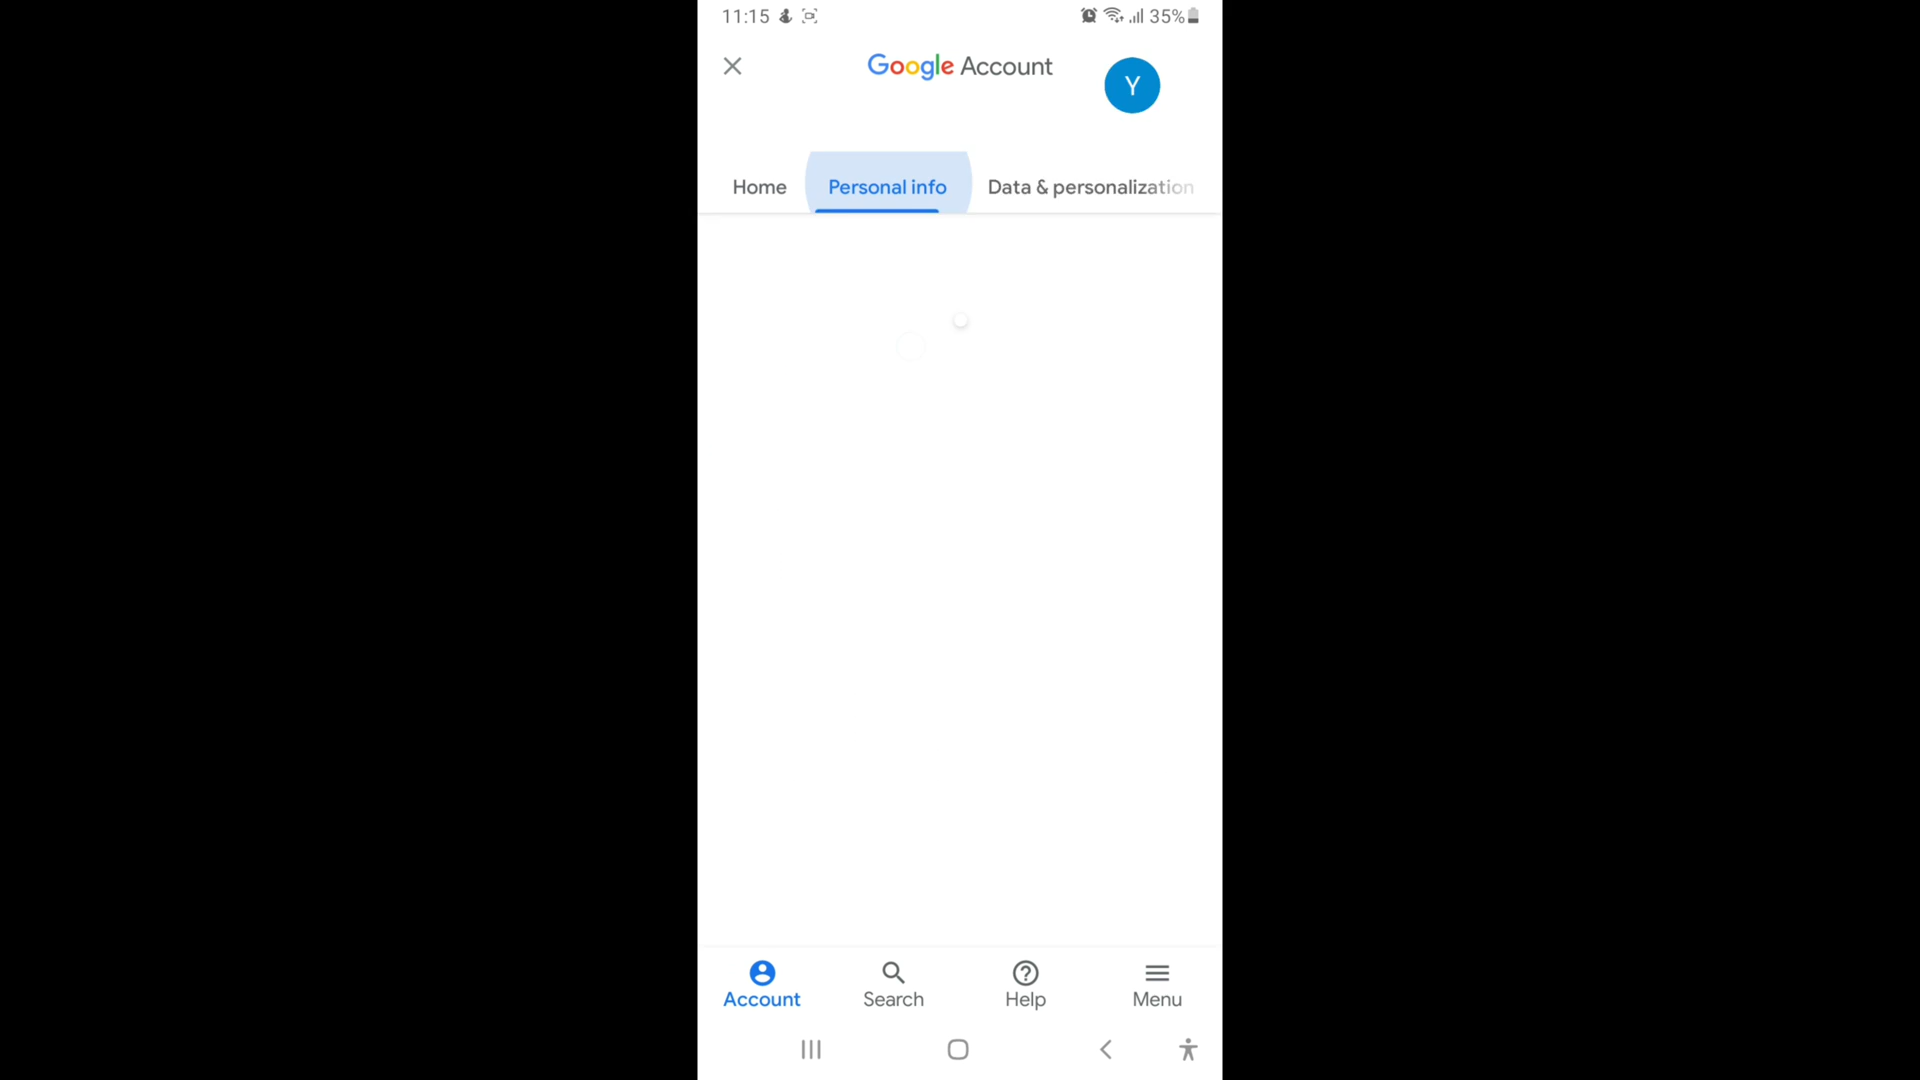 11:15 35%
Google Account
Y
Home Personal info Data & personalization
Account Search Help Menu